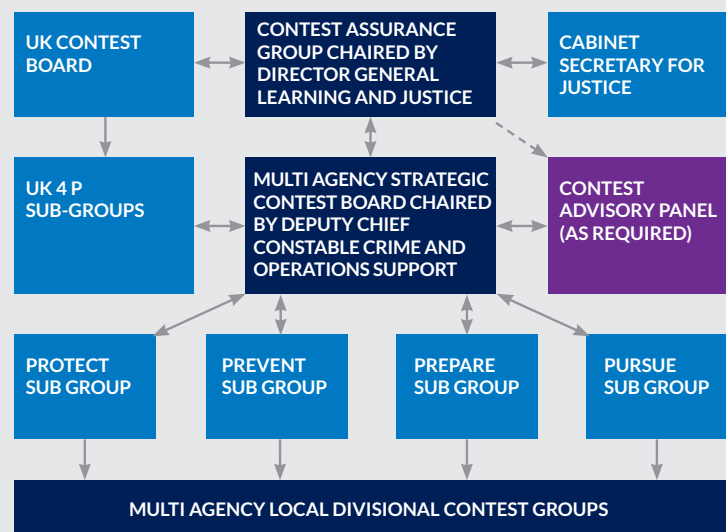 UK CONTEST
BOARD
CONTEST ASSURANCE
GROUP CHAIRED BY
DIRECTOR GENERAL
LEARNING AND JUSTICE
CABINET
SECRETARY FOR
JUSTICE
UK 4 P
SUB-GROUPS
MULTI AGENCY STRATEGIC
CONTEST BOARD CHAIRED
BY DEPUTY CHIEF
CONSTABLE CRIME AND
OPERATIONS SUPPORT
CONTEST
ADVISORY PANEL
(AS REQUIRED)
PROTECT
SUB GROUP
PREVENT
SUB GROUP
PREPARE
SUB GROUP
PURSUE
SUB GROUP
MULTI AGENCY LOCAL DIVISIONAL CONTEST GROUPS